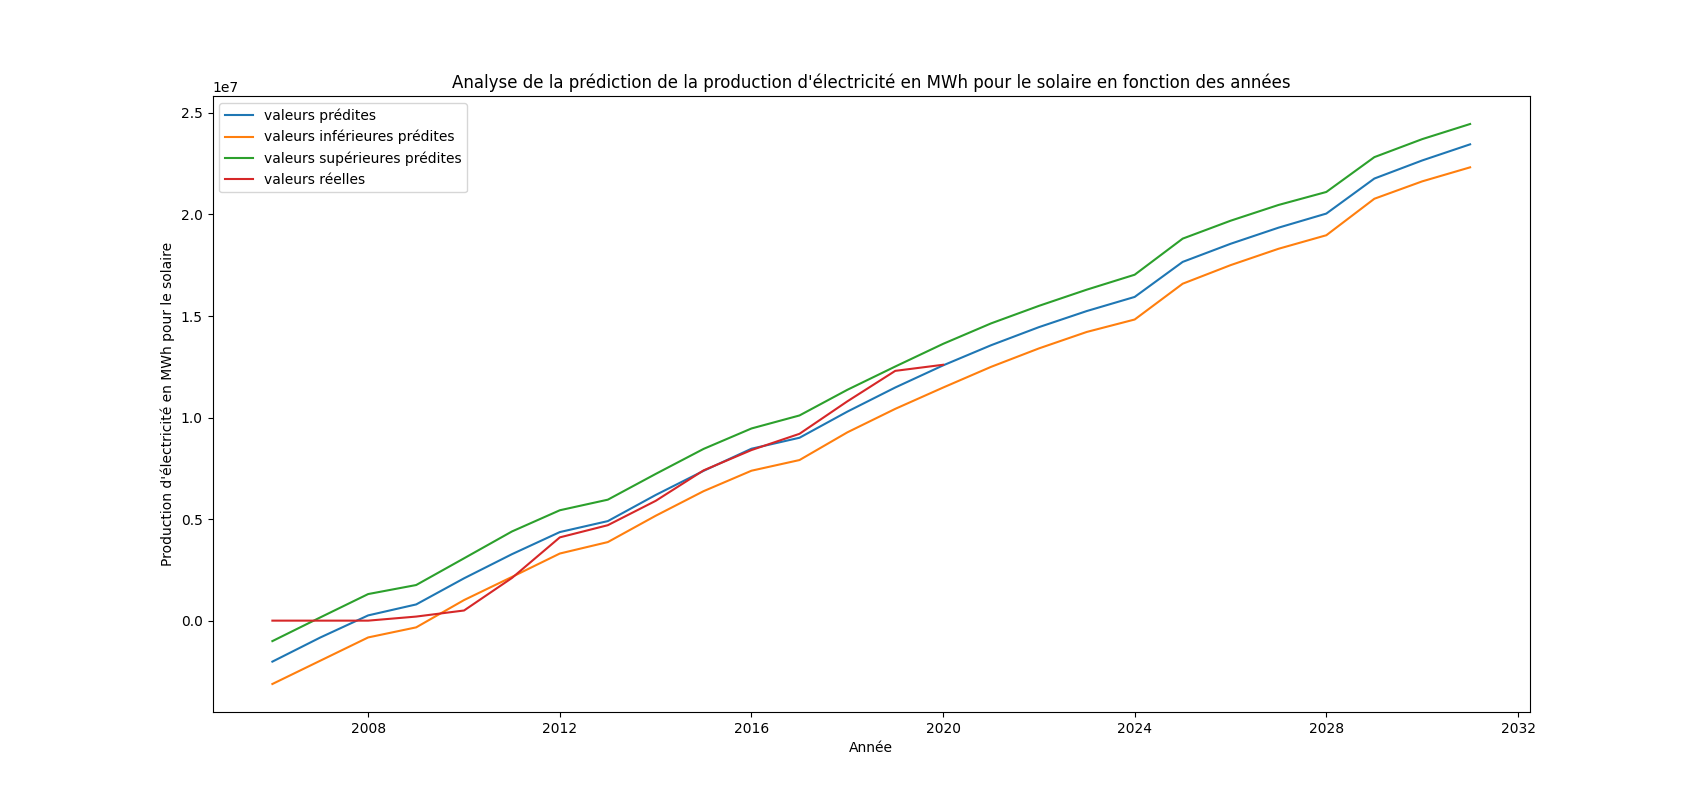 Analyse de la prédiction de la production d'électricité en MWh pour le solaire en fonction des années
1e7
valeurs prédites
valeurs inférieures prédites
valeurs supérieures prédites
valeurs réelles
2.5
2.0
1.5
1.0
0.5
0.0
Production d'électricité en MWh pour le solaire
2008 2012 2016 2020 2024 2028 2032
Année